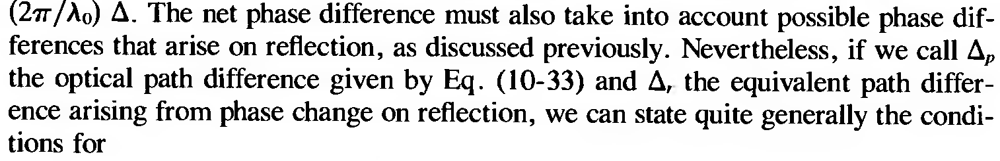 (2π/λ₀) Δ. The net phase difference must also take into account possible phase dif-
ferences that arise on reflection, as discussed previously. Nevertheless, if we call Δₚ
the optical path difference given by Eq. (10-33) and Δᵣ the equivalent path differ-
ence arising from phase change on reflection, we can state quite generally the condi-
tions for